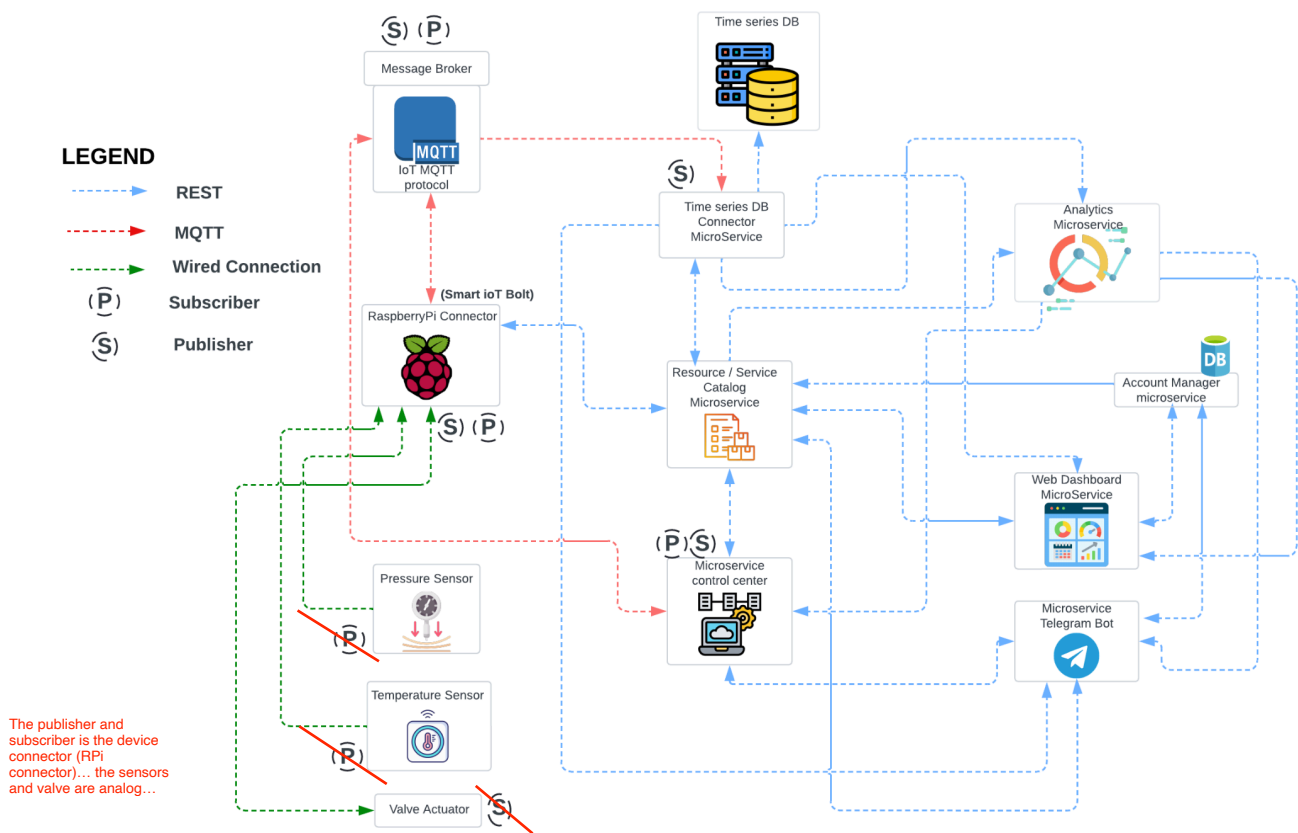 S P
Message Broker
MQTT
IoT MQTT
protocol
Time series DB
LEGEND
REST
MQTT
Wired Connection
P Subscriber
S Publisher
S
Time series DB
Connector
MicroService
Analytics
Microservice
(Smart ioT Bolt)
RaspberryPi Connector
S P
Resource / Service
Catalog
Microservice
DB
Account Manager
microservice
Web Dashboard
MicroService
P S
Microservice
control center
Pressure Sensor
P
Microservice
Telegram Bot
Temperature Sensor
P
Valve Actuator
S
The publisher and
subscriber is the device
connector (RPi
connector)... the sensors
and valve are analog...